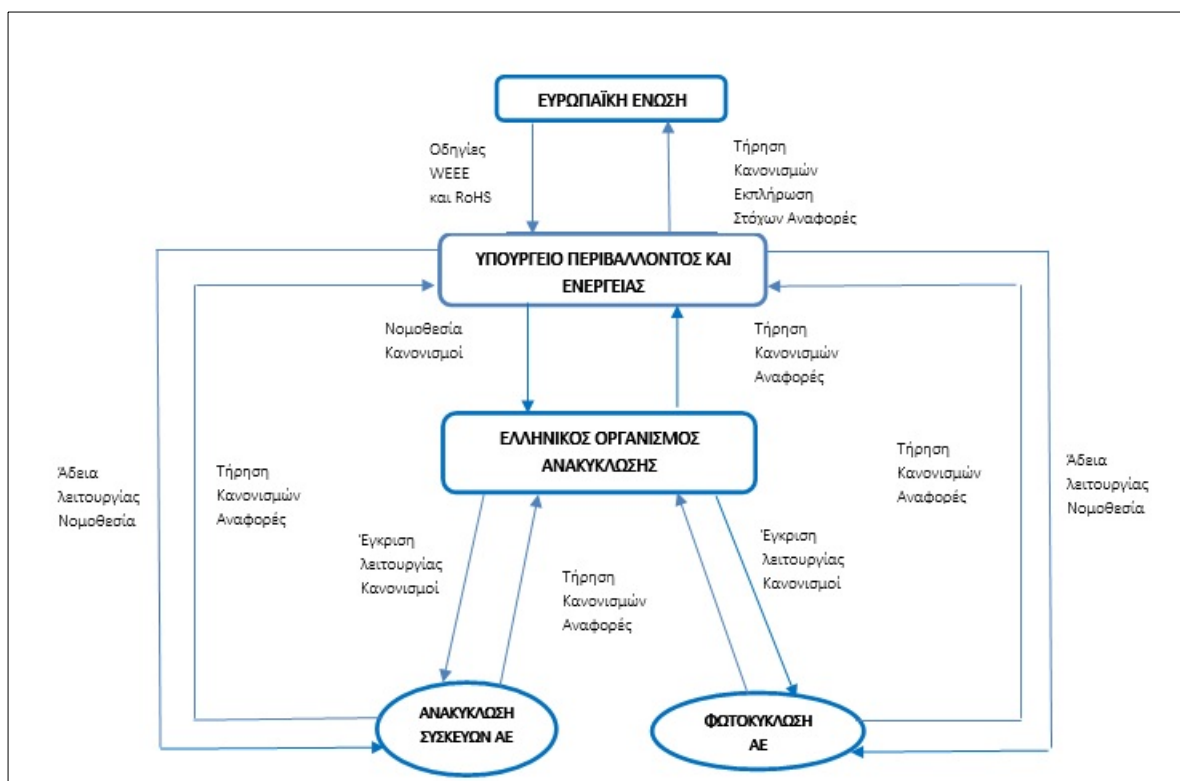 ΕΥΡΩΠΑΪΚΗ ΕΝΩΣΗ
Οδηγίες
WEEE
και RoHS
Τήρηση
Κανονισμών
Εκπλήρωση
Στόχων Αναφορές
ΥΠΟΥΡΓΕΙΟ ΠΕΡΙΒΑΛΛΟΝΤΟΣ ΚΑΙ
ΕΝΕΡΓΕΙΑΣ
Νομοθεσία
Κανονισμοί
Τήρηση
Κανονισμών
Αναφορές
ΕΛΛΗΝΙΚΟΣ ΟΡΓΑΝΙΣΜΟΣ
ΑΝΑΚΥΚΛΩΣΗΣ
Άδεια
λειτουργίας
Νομοθεσία
Τήρηση
Κανονισμών
Αναφορές
Έγκριση
λειτουργίας
Κανονισμοί
Τήρηση
Κανονισμών
Αναφορές
Έγκριση
λειτουργίας
Κανονισμοί
Τήρηση
Κανονισμών
Αναφορές
Άδεια
λειτουργίας
Νομοθεσία
ΑΝΑΚΥΚΛΩΣΗ
ΣΥΣΚΕΥΩΝ ΑΕ
ΦΩΤΟΚΥΚΛΩΣΗ
ΑΕ